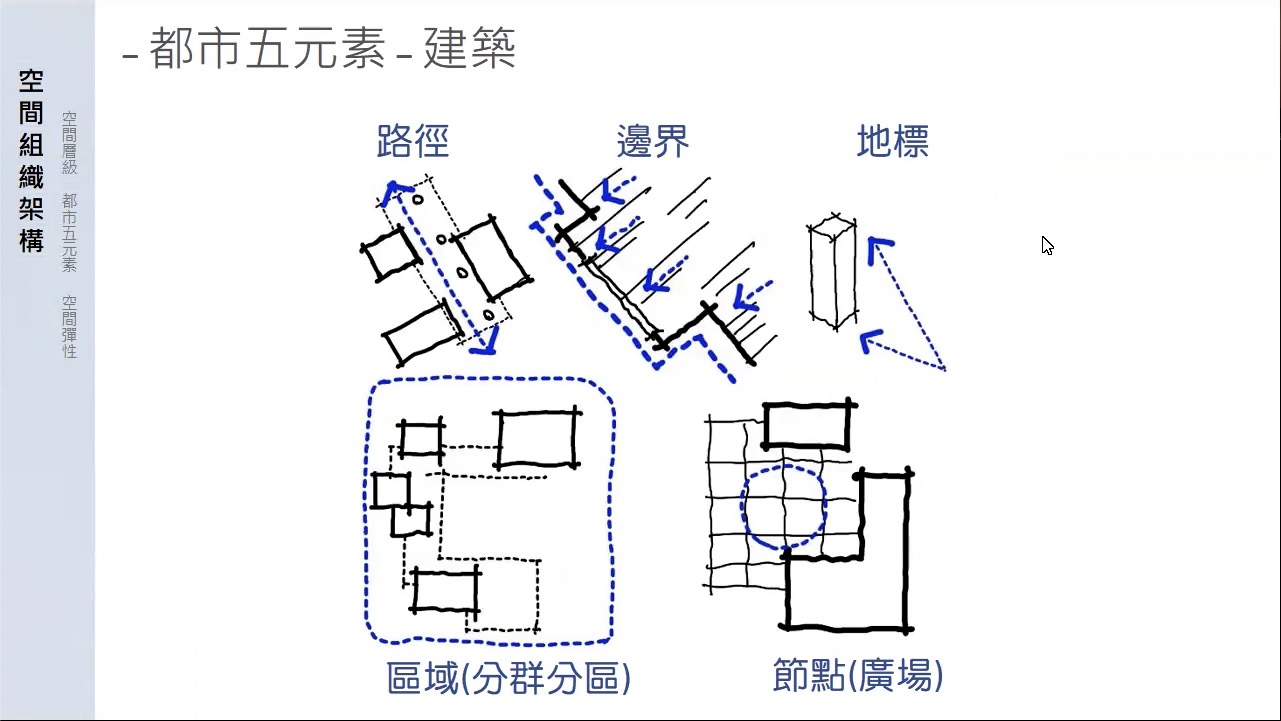 空間組織架構
空間層級 都市五元素 空間彈性
–都市五元素–建築
路徑
邊界
地標
區域(分群分區)
節點(廣場)